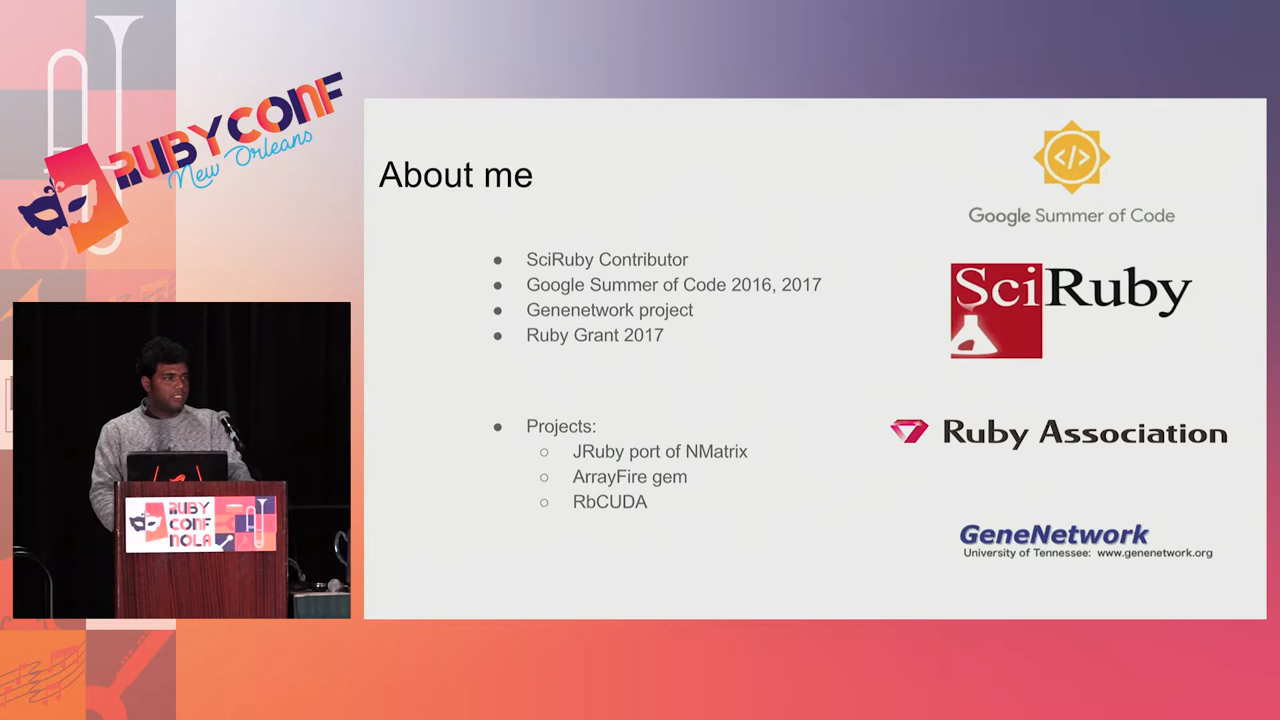 RUBYCONF
New Orleans
RUBY
CONF
NOLA
About me
SciRuby Contributor
Google Summer of Code 2016, 2017
Genenetwork project
Ruby Grant 2017
Projects:
JRuby port of NMatrix
ArrayFire gem
RbCUDA
</>
Google Summer of Code
SciRuby
Ruby Association
GeneNetwork
University of Tennessee: www.genenetwork.org